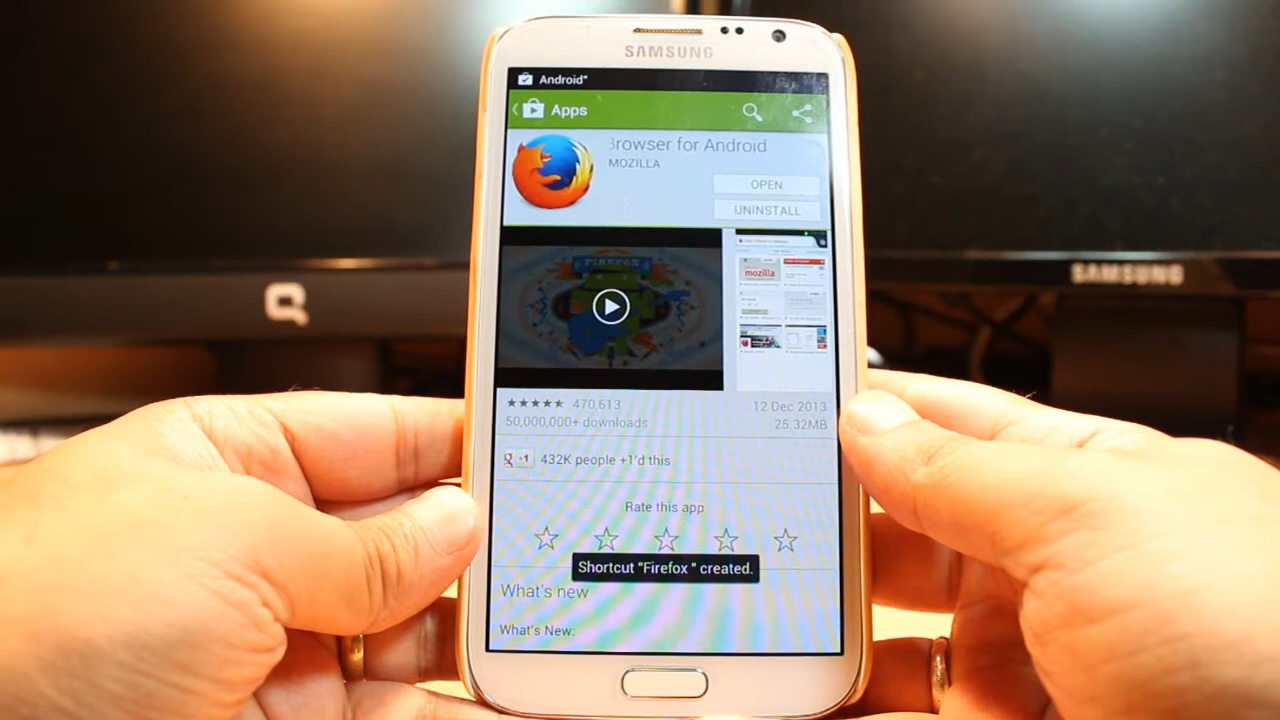 SAMSUNG
Android"
Apps
Browser for Android
MOZILLA
OPEN
UNINSTALL
FIREFOX
mozilla
SAMSUNG
470,613
12 Dec 2013
50,000,000+ downloads
25.32MB
+1
432K people +1'd this
Rate this app
Shortcut "Firefox " created.
What's new
What's New: